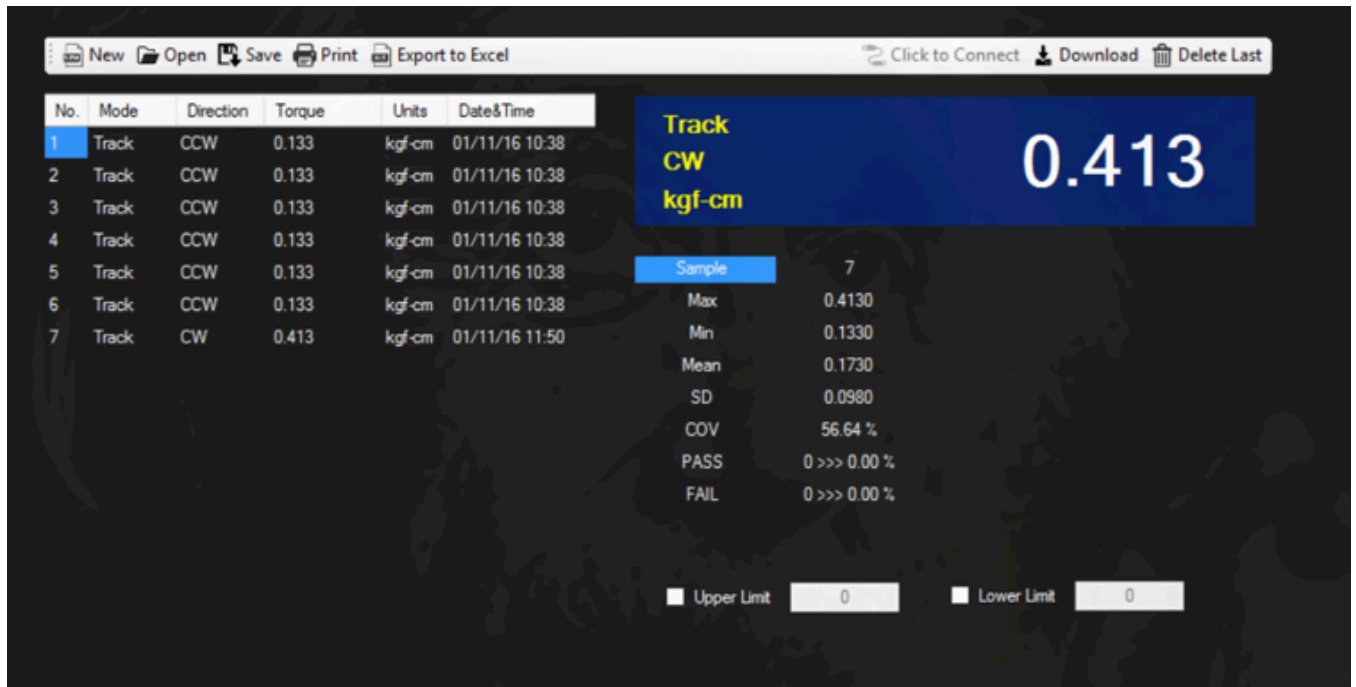 New Open Save Print Export to Excel Click to Connect Download Delete Last
No. Mode Direction Torque Units Date&Time
1 Track CCW 0.133 kgf-cm 01/11/16 10:38
2 Track CCW 0.133 kgf-cm 01/11/16 10:38
3 Track CCW 0.133 kgf-cm 01/11/16 10:38
4 Track CCW 0.133 kgf-cm 01/11/16 10:38
5 Track CCW 0.133 kgf-cm 01/11/16 10:38
6 Track CCW 0.133 kgf-cm 01/11/16 10:38
7 Track CW 0.413 kgf-cm 01/11/16 11:50
Track
CW
kgf-cm
0.413
Sample 7
Max 0.4130
Min 0.1330
Mean 0.1730
SD 0.0980
COV 56.64 %
PASS 0 >>> 0.00 %
FAIL 0 >>> 0.00 %
Upper Limit 0 Lower Limit 0